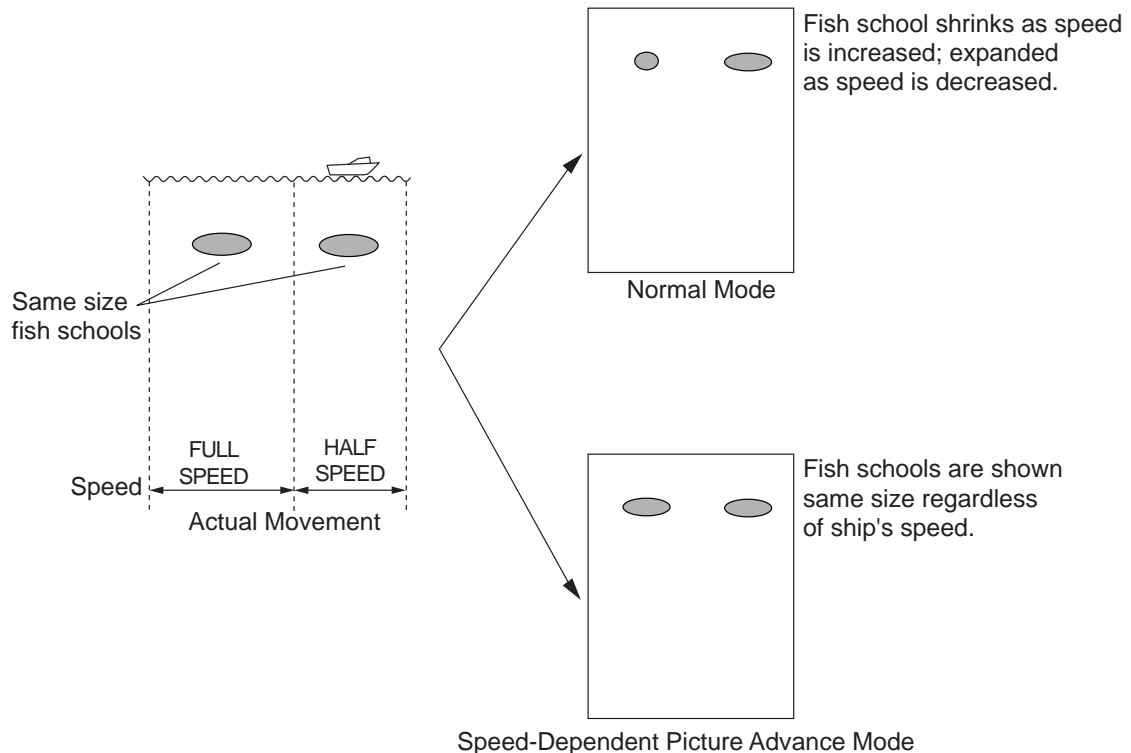 Fish school shrinks as speed
is increased; expanded
as speed is decreased.
Normal Mode
Same size
fish schools
FULL
SPEED
HALF
SPEED
Speed
Actual Movement
Fish schools are shown
same size regardless
of ship's speed.
Speed-Dependent Picture Advance Mode